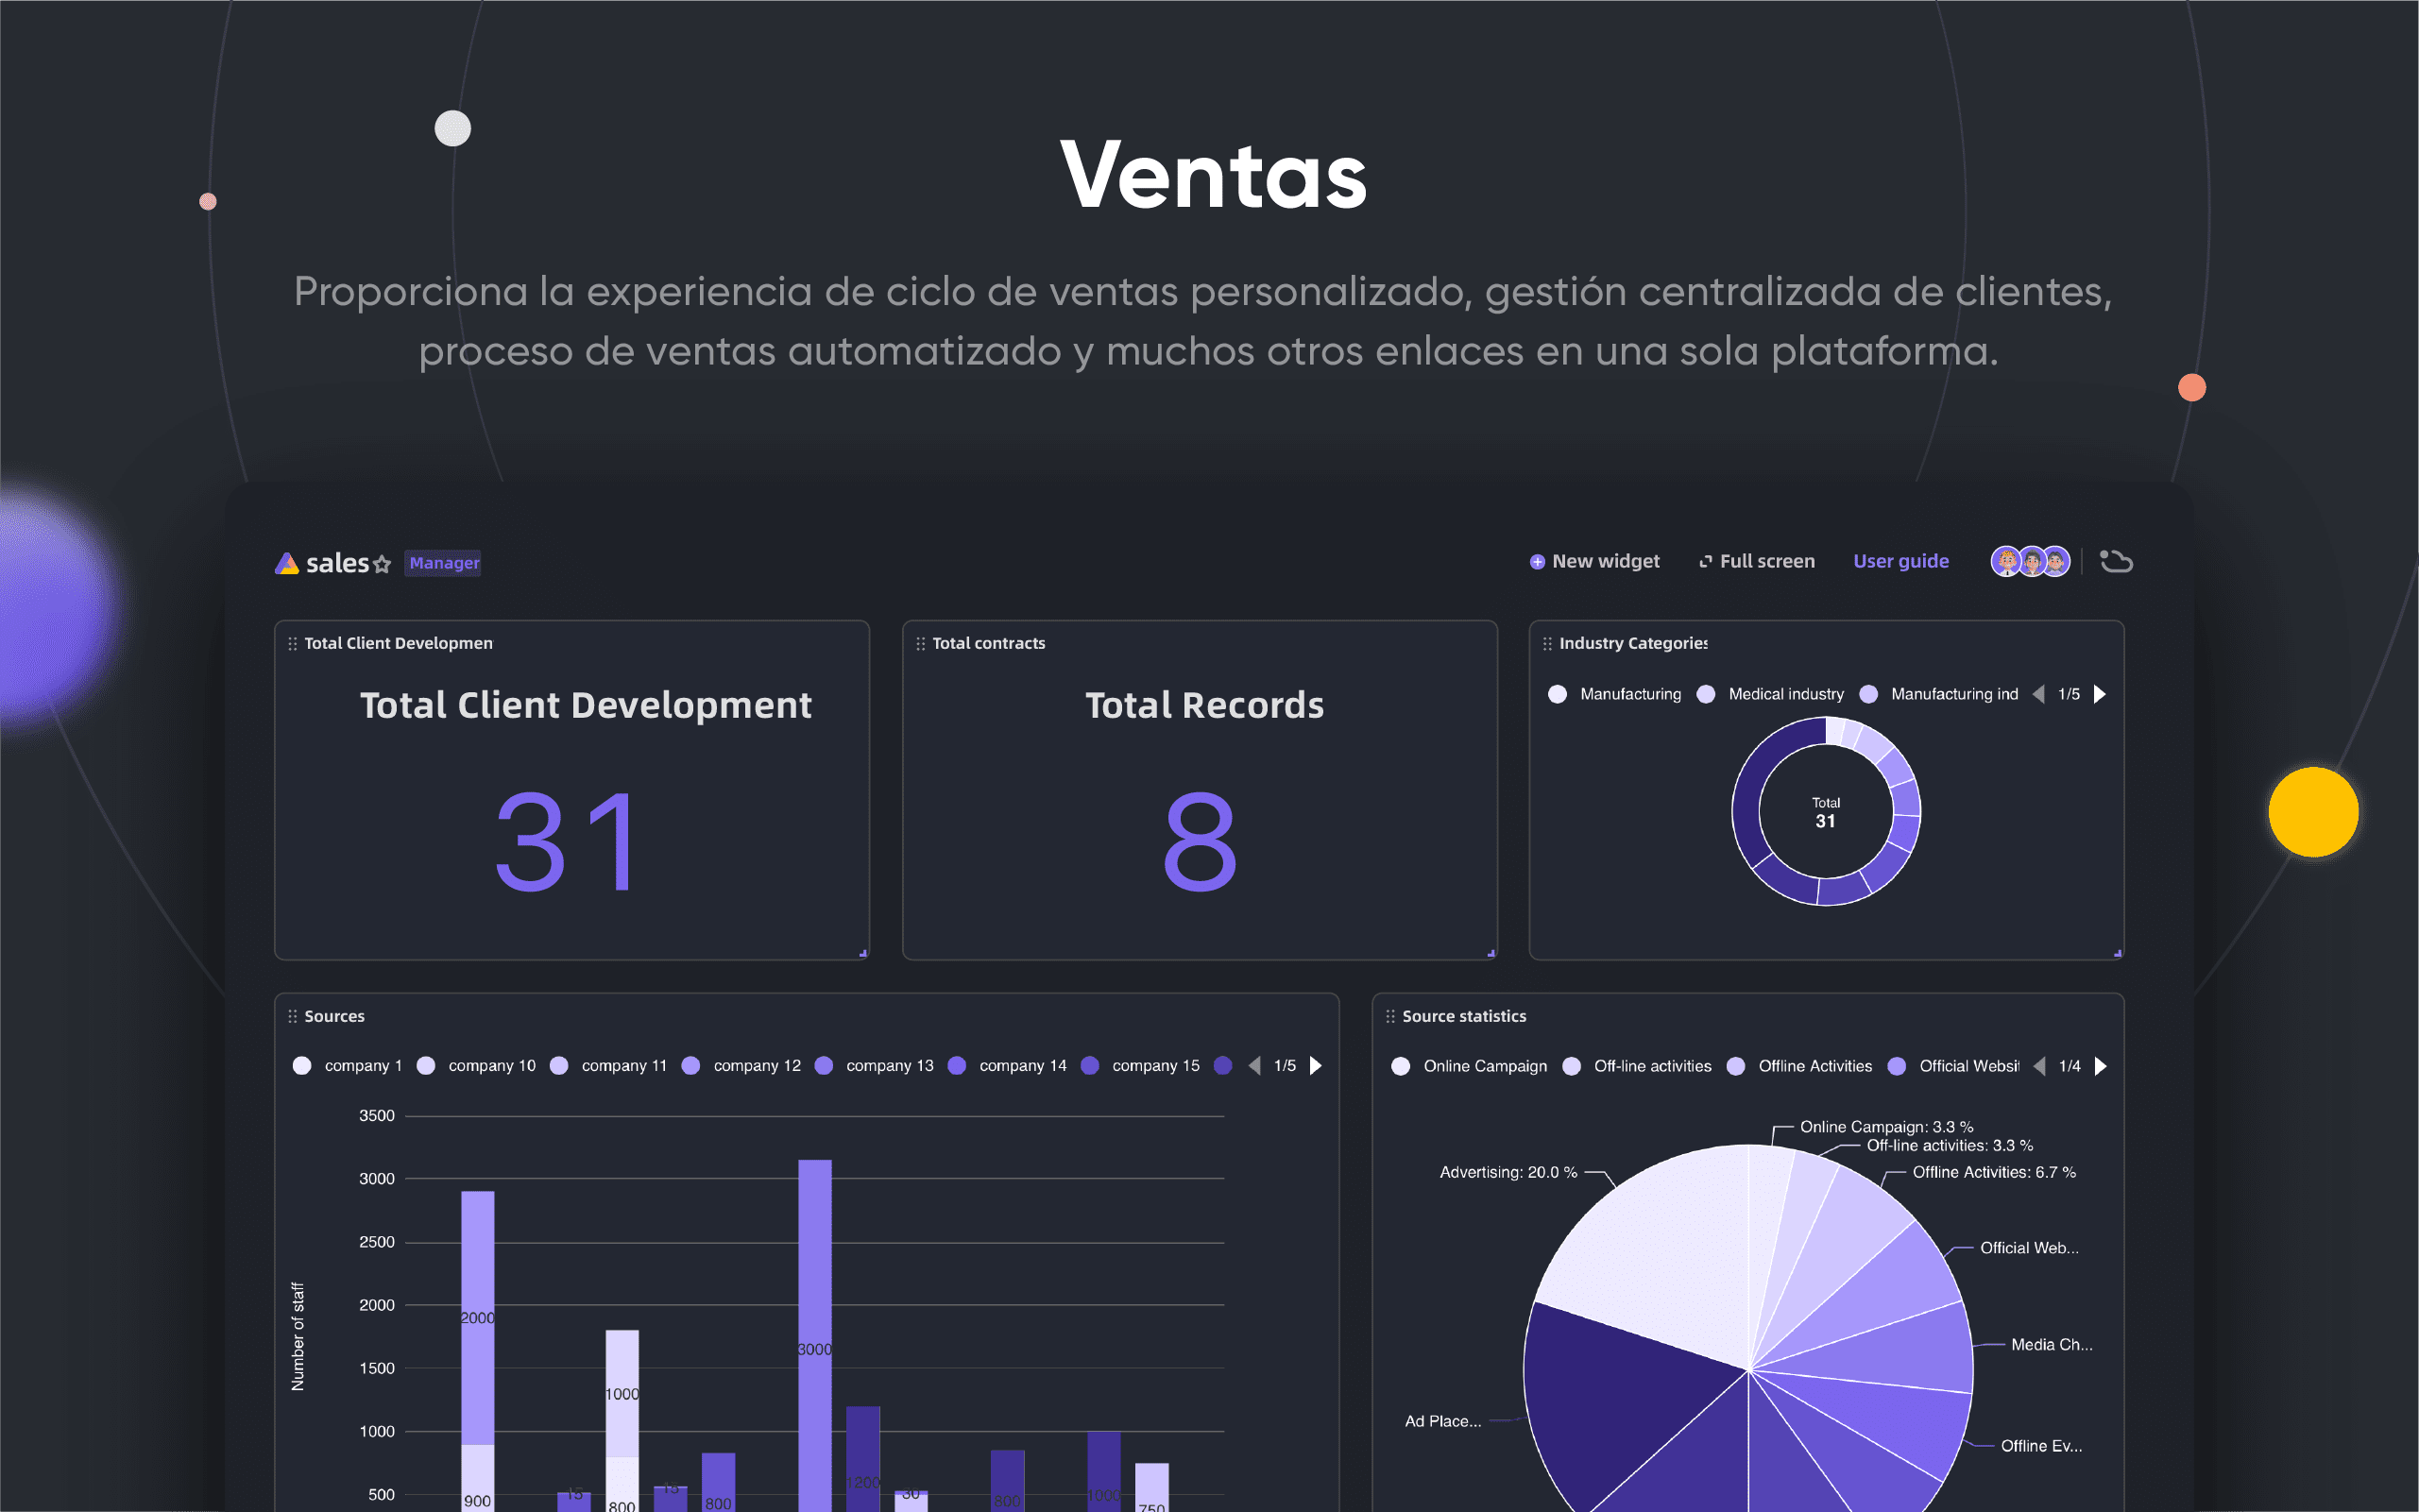 Ventas
Proporciona la experiencia de ciclo de ventas personalizado, gestión centralizada de clientes,
proceso de ventas automatizado y muchos otros enlaces en una sola plataforma.
sales Manager
New widget Full screen User guide
Total Client Developmen
Total Client Development
31
Total contracts
Total Records
8
Industry Categories
Manufacturing Medical industry Manufacturing ind 1/5
Total
31
Sources
company 1 company 10 company 11 company 12 company 13 company 14 company 15 1/5
Number of staff
3500
3000
2500
2000
1500
1000
500
2000
900
15
1000
800
15
800
3000
1200
30
800
1000
750
Source statistics
Online Campaign Off-line activities Offline Activities Official Websit 1/4
Online Campaign: 3.3 %
Off-line activities: 3.3 %
Advertising: 20.0 %
Offline Activities: 6.7 %
Official Web...
Media Ch...
Ad Place...
Offline Ev...